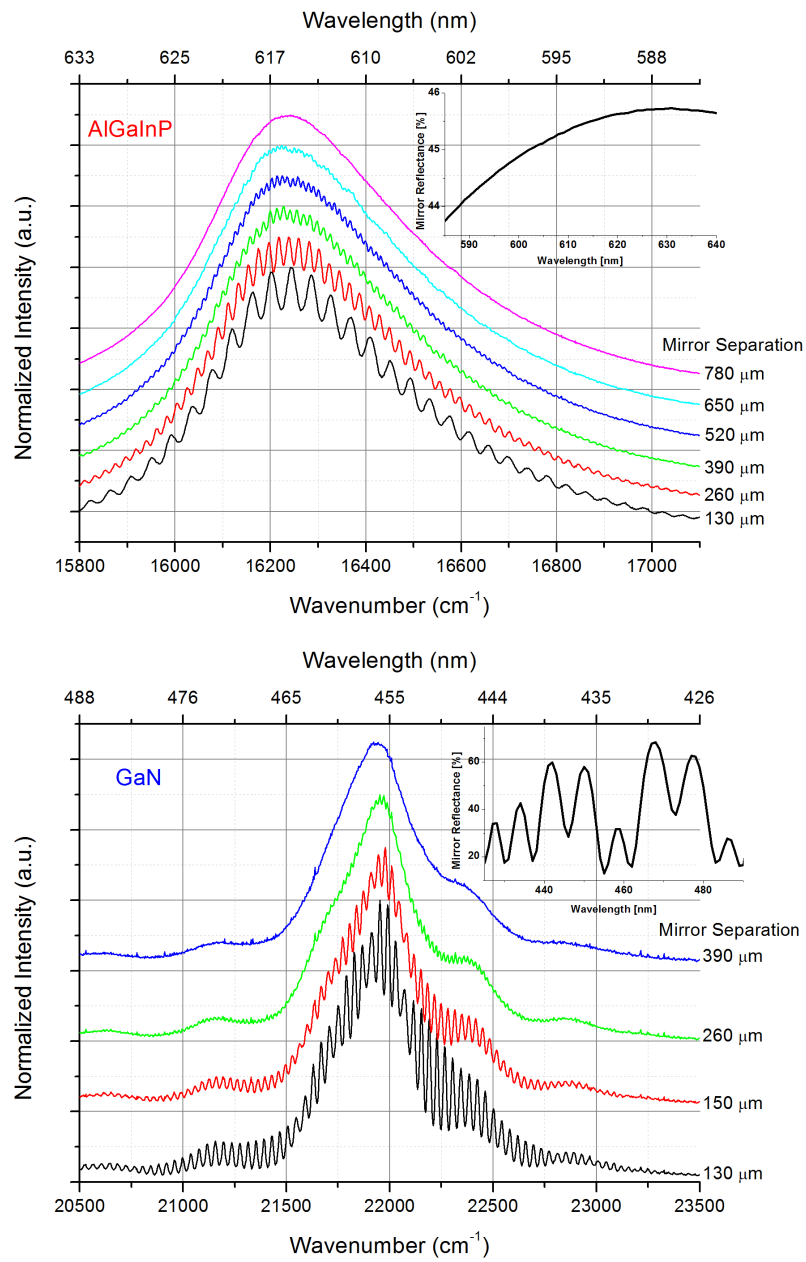 Wavelength (nm)
633 625 617 610 602 595 588
AlGaInP
Normalized Intensity (a.u.)
46
45
44
Mirror Reflectance [%]
590 600 610 620 630 640
Wavelength [nm]
Mirror Separation
780 μm
650 μm
520 μm
390 μm
260 μm
130 μm
15800 16000 16200 16400 16600 16800 17000
Wavenumber (cm⁻¹)
Wavelength (nm)
488 476 465 455 444 435 426
GaN
Normalized Intensity (a.u.)
60
40
20
Mirror Reflectance [%]
440 460 480
Wavelength [nm]
Mirror Separation
390 μm
260 μm
150 μm
130 μm
20500 21000 21500 22000 22500 23000 23500
Wavenumber (cm⁻¹)